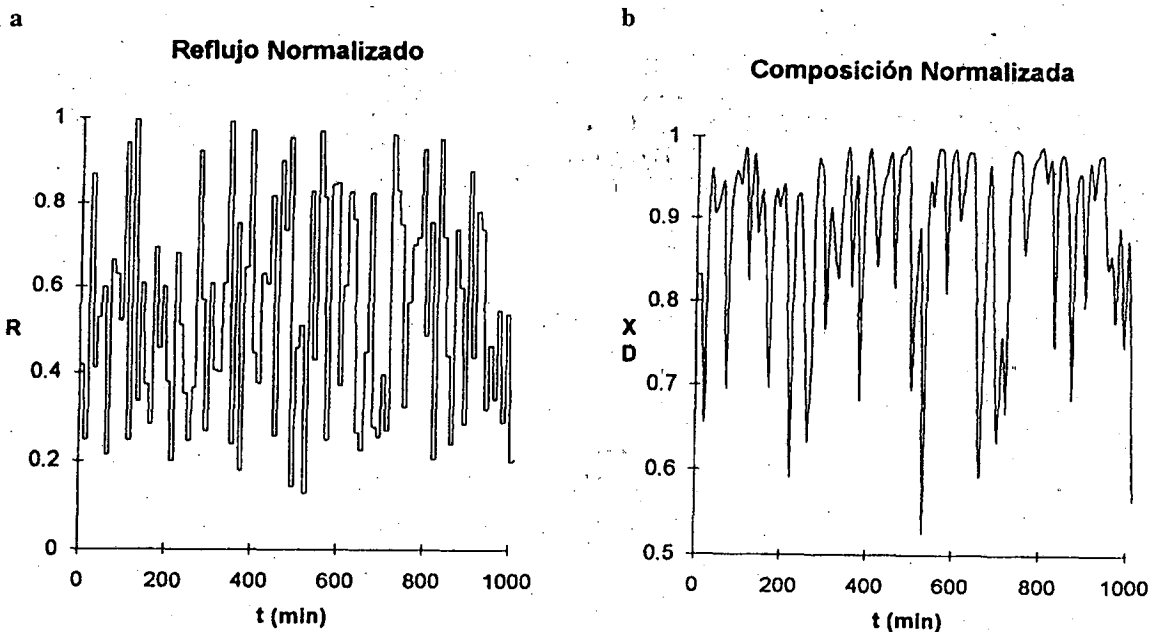 a
Reflujo Normalizado
1
0.8
0.6
R
0.4
0.2
0
0 200 400 600 800 1000
t (min)
b
Composición Normalizada
1
0.9
0.8
X
D
0.7
0.6
0.5
0 200 400 600 800 1000
t (min)